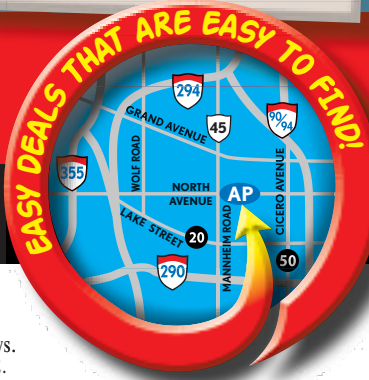 EASY DEALS THAT ARE EASY TO FIND!
294
GRAND AVENUE
45
90/94
355
WOLF ROAD
NORTH
AVENUE
AP
CICERO AVENUE
LAKE STREET
20
MANNHEIM ROAD
50
290